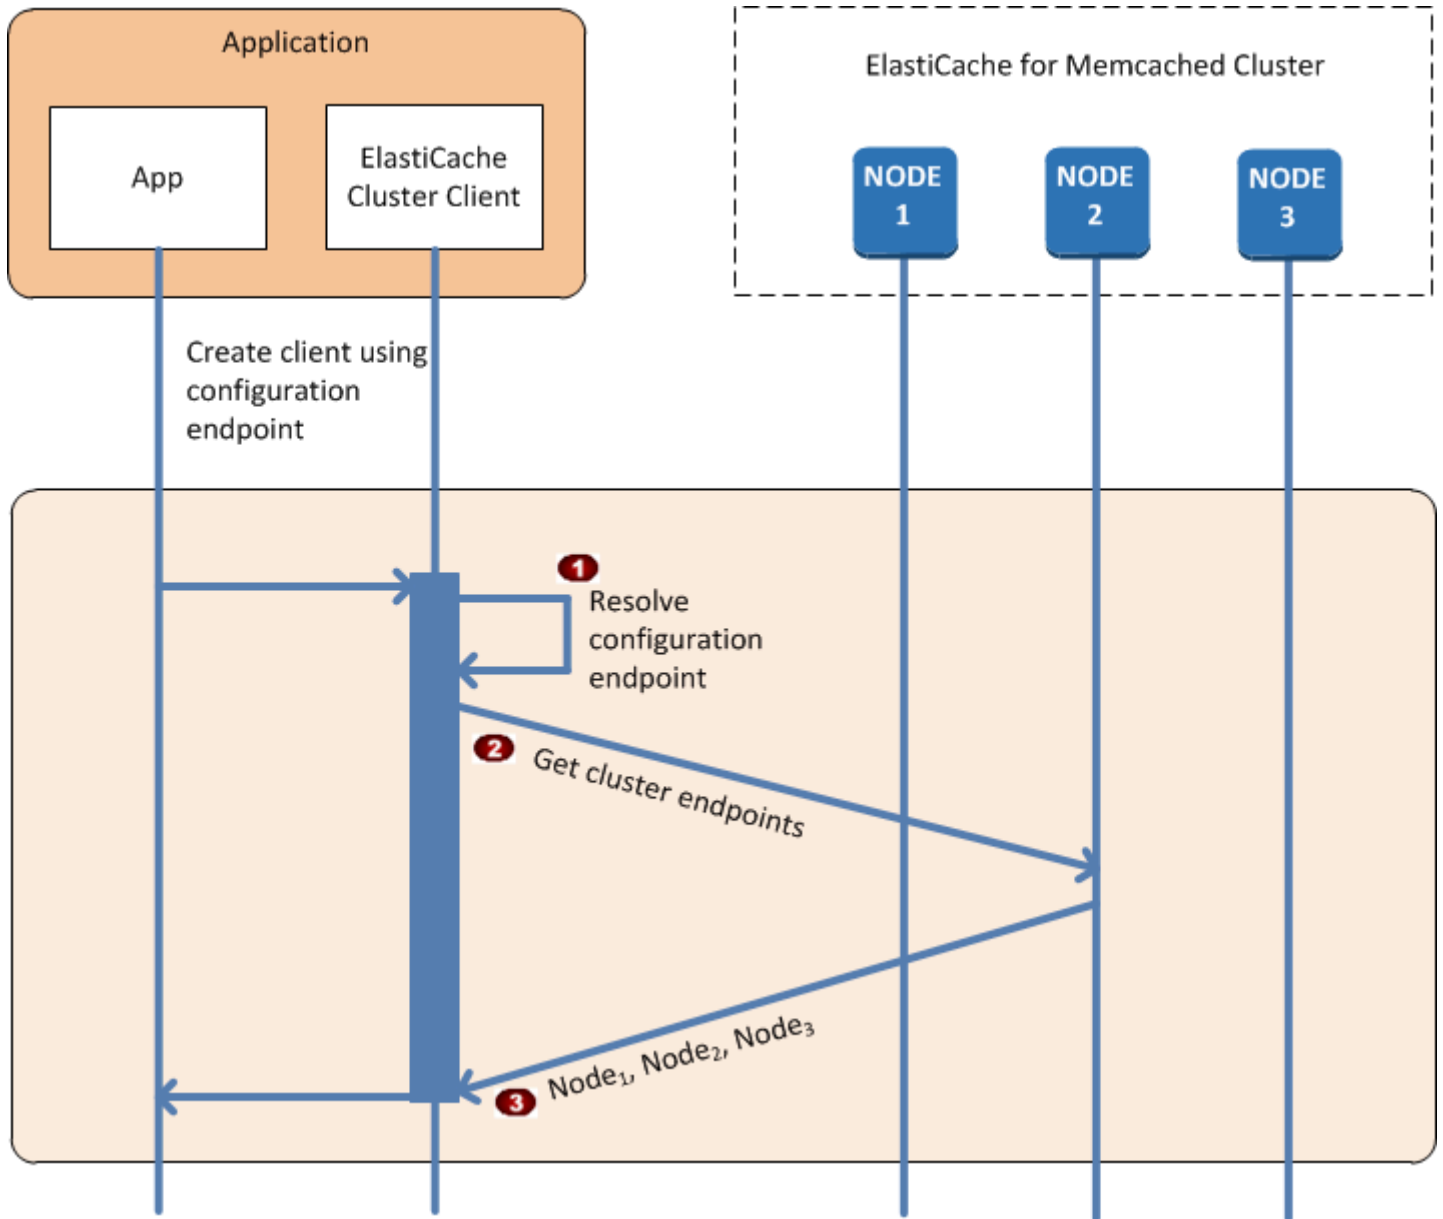 Application
ElastiCache for Memcached Cluster
App
ElastiCache
Cluster Client
NODE
1
NODE
2
NODE
3
Create client using
configuration
endpoint
1
Resolve
configuration
endpoint
2
Get cluster endpoints
3
Node₁, Node₂, Node₃